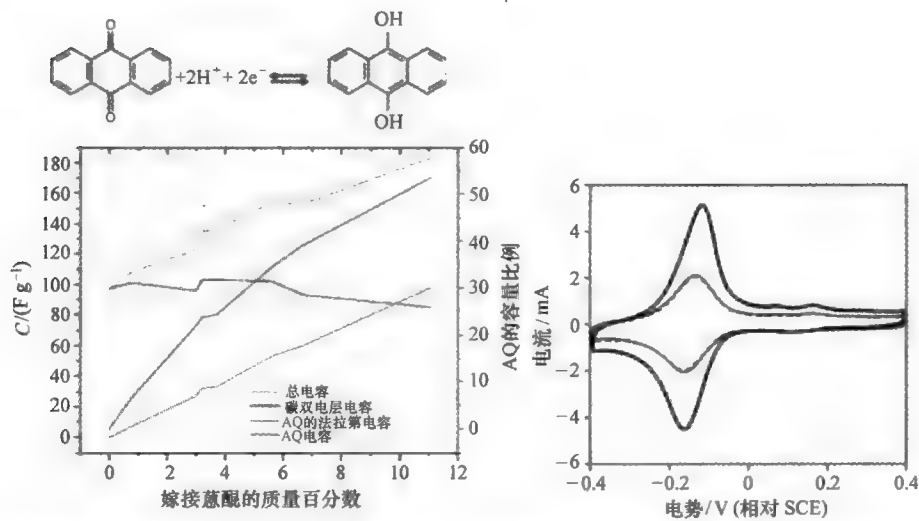 O
OH
+2H⁺ + 2e⁻
O
OH
180
160
140
120
100
80
60
40
20
0
C/(F g⁻¹)
60
50
40
30
20
10
0
AQ的容量比例
总电容
碳双电层电容
AQ的法拉第电容
AQ电容
0 2 4 6 8 10 12
嫁接蒽醌的质量百分数
6
4
2
0
−2
−4
−6
电流/mA
−0.4 −0.2 0.0 0.2 0.4
电势/V (相对 SCE)